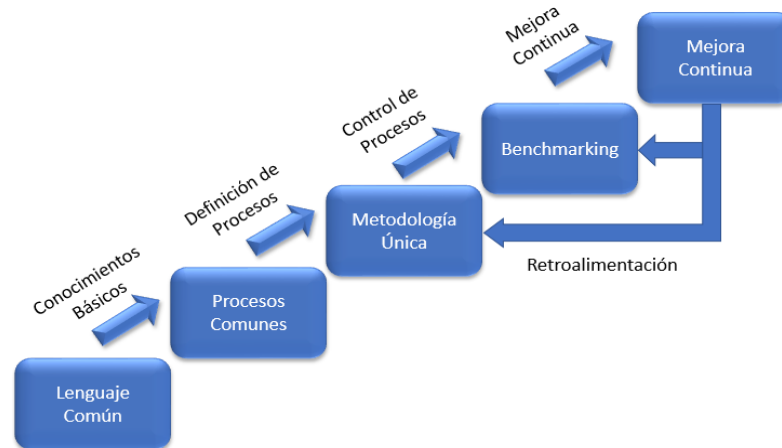 Mejora
Continua
Mejora
Continua
Control de
Procesos
Benchmarking
Definición de
Procesos
Metodología
Única
Retroalimentación
Conocimientos
Básicos
Procesos
Comunes
Lenguaje
Común